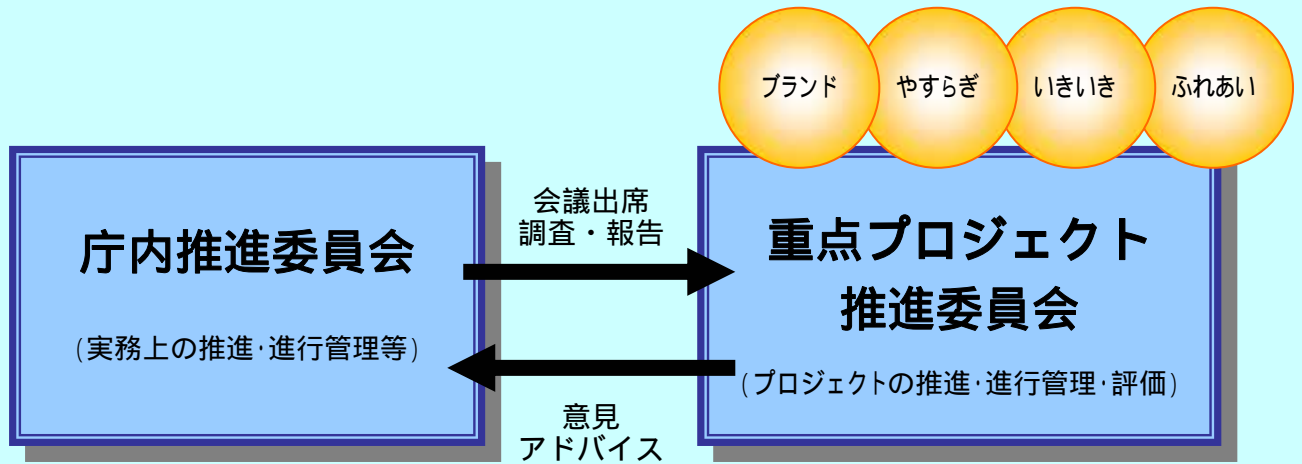 ブランド やすらぎ いきいき ふれあい
庁内推進委員会
(実務上の推進・進行管理等)
会議出席
調査・報告
意見
アドバイス
重点プロジェクト
推進委員会
(プロジェクトの推進・進行管理・評価)